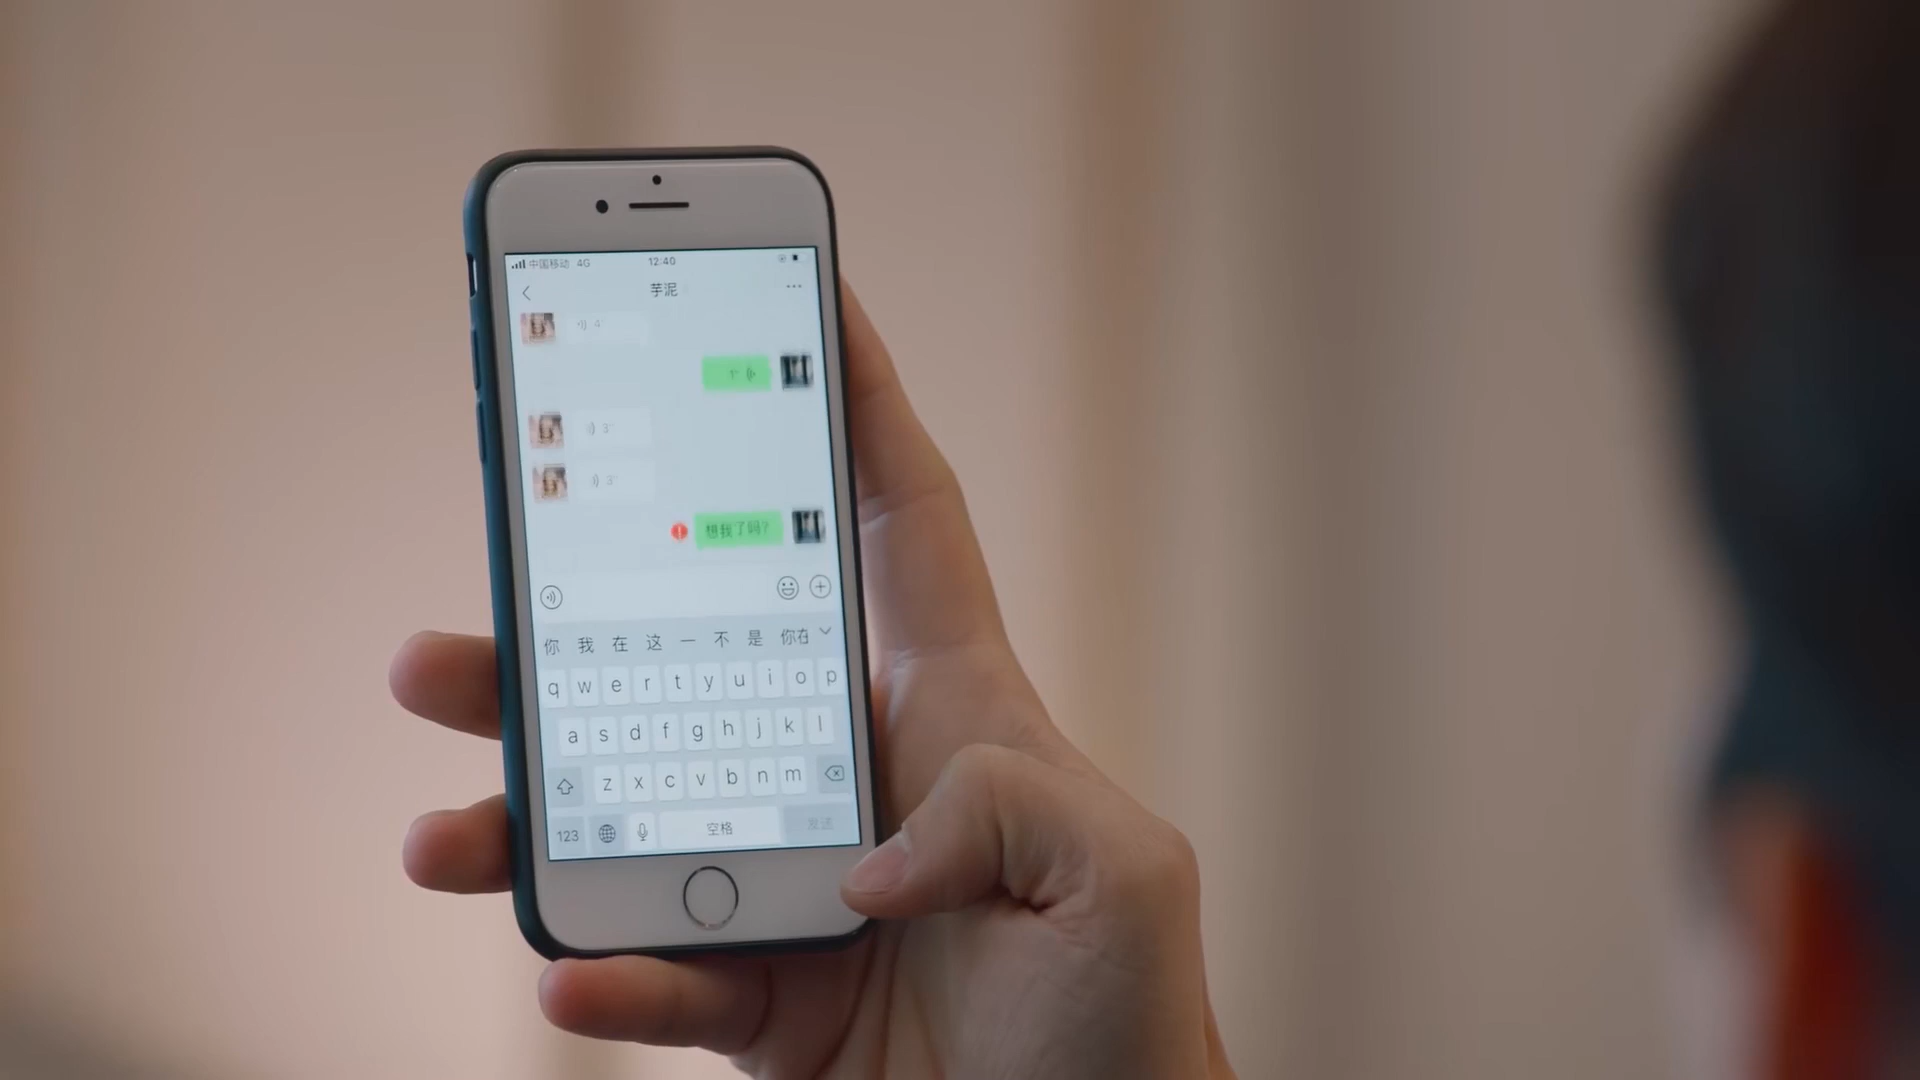 中国移动 4G 12:40
芋泥
4"
1"
3"
3"
想我了吗?
你 我 在 这 一 不 是 你在
q w e r t y u i o p
a s d f g h j k l
z x c v b n m
123 空格 发送